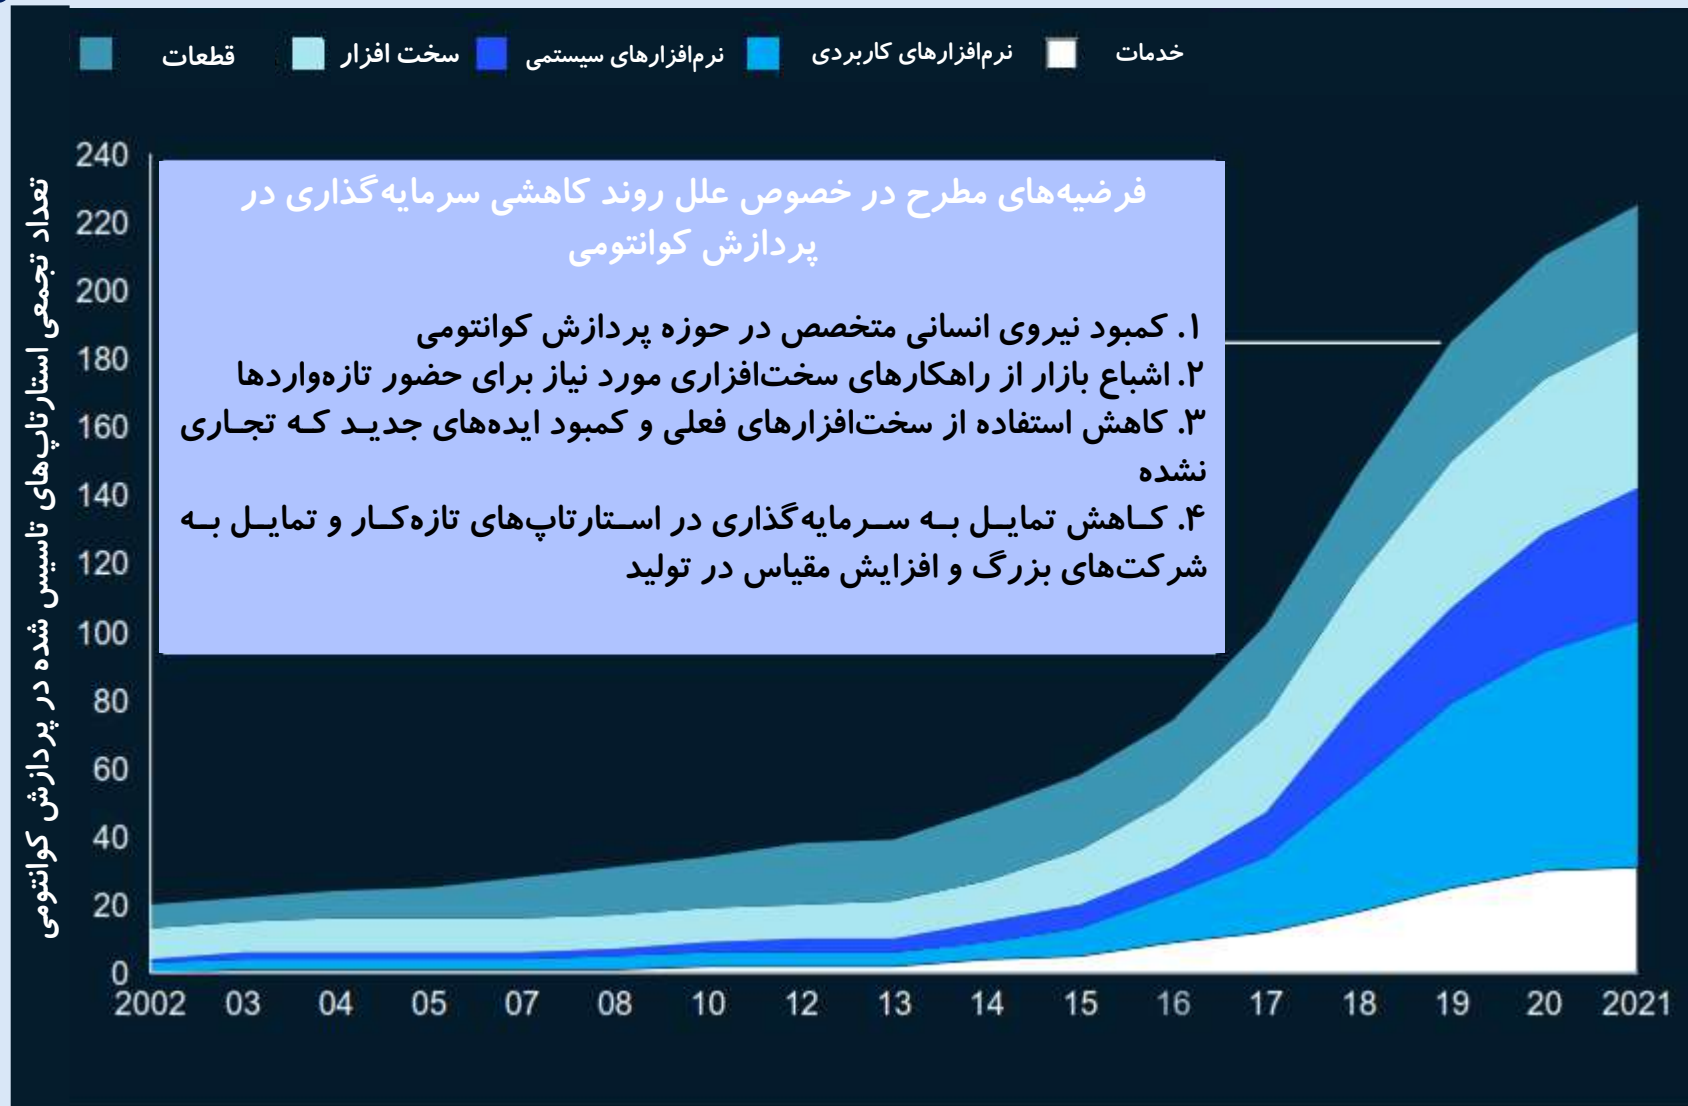 خدمات
نرم‌افزارهای کاربردی
نرم‌افزارهای سیستمی
سخت افزار
قطعات
تعداد تجمعی استارتاپ‌های تاسیس شده در پردازش کوانتومی
240
220
200
180
160
140
120
100
80
60
40
20
0
فرضیه‌های مطرح در خصوص علل روند کاهشی سرمایه‌گذاری در
پردازش کوانتومی
۱. کمبود نیروی انسانی متخصص در حوزه پردازش کوانتومی
۲. اشباع بازار از راهکارهای سخت‌افزاری مورد نیاز برای حضور تازه‌واردها
۳. کاهش استفاده از سخت‌افزارهای فعلی و کمبود ایده‌های جدید که تجاری
نشده
۴. کاهش تمایل به سرمایه‌گذاری در استارتاپ‌های تازه‌کار و تمایل به
شرکت‌های بزرگ و افزایش مقیاس در تولید
2002 03 04 05 07 08 10 12 13 14 15 16 17 18 19 20 2021